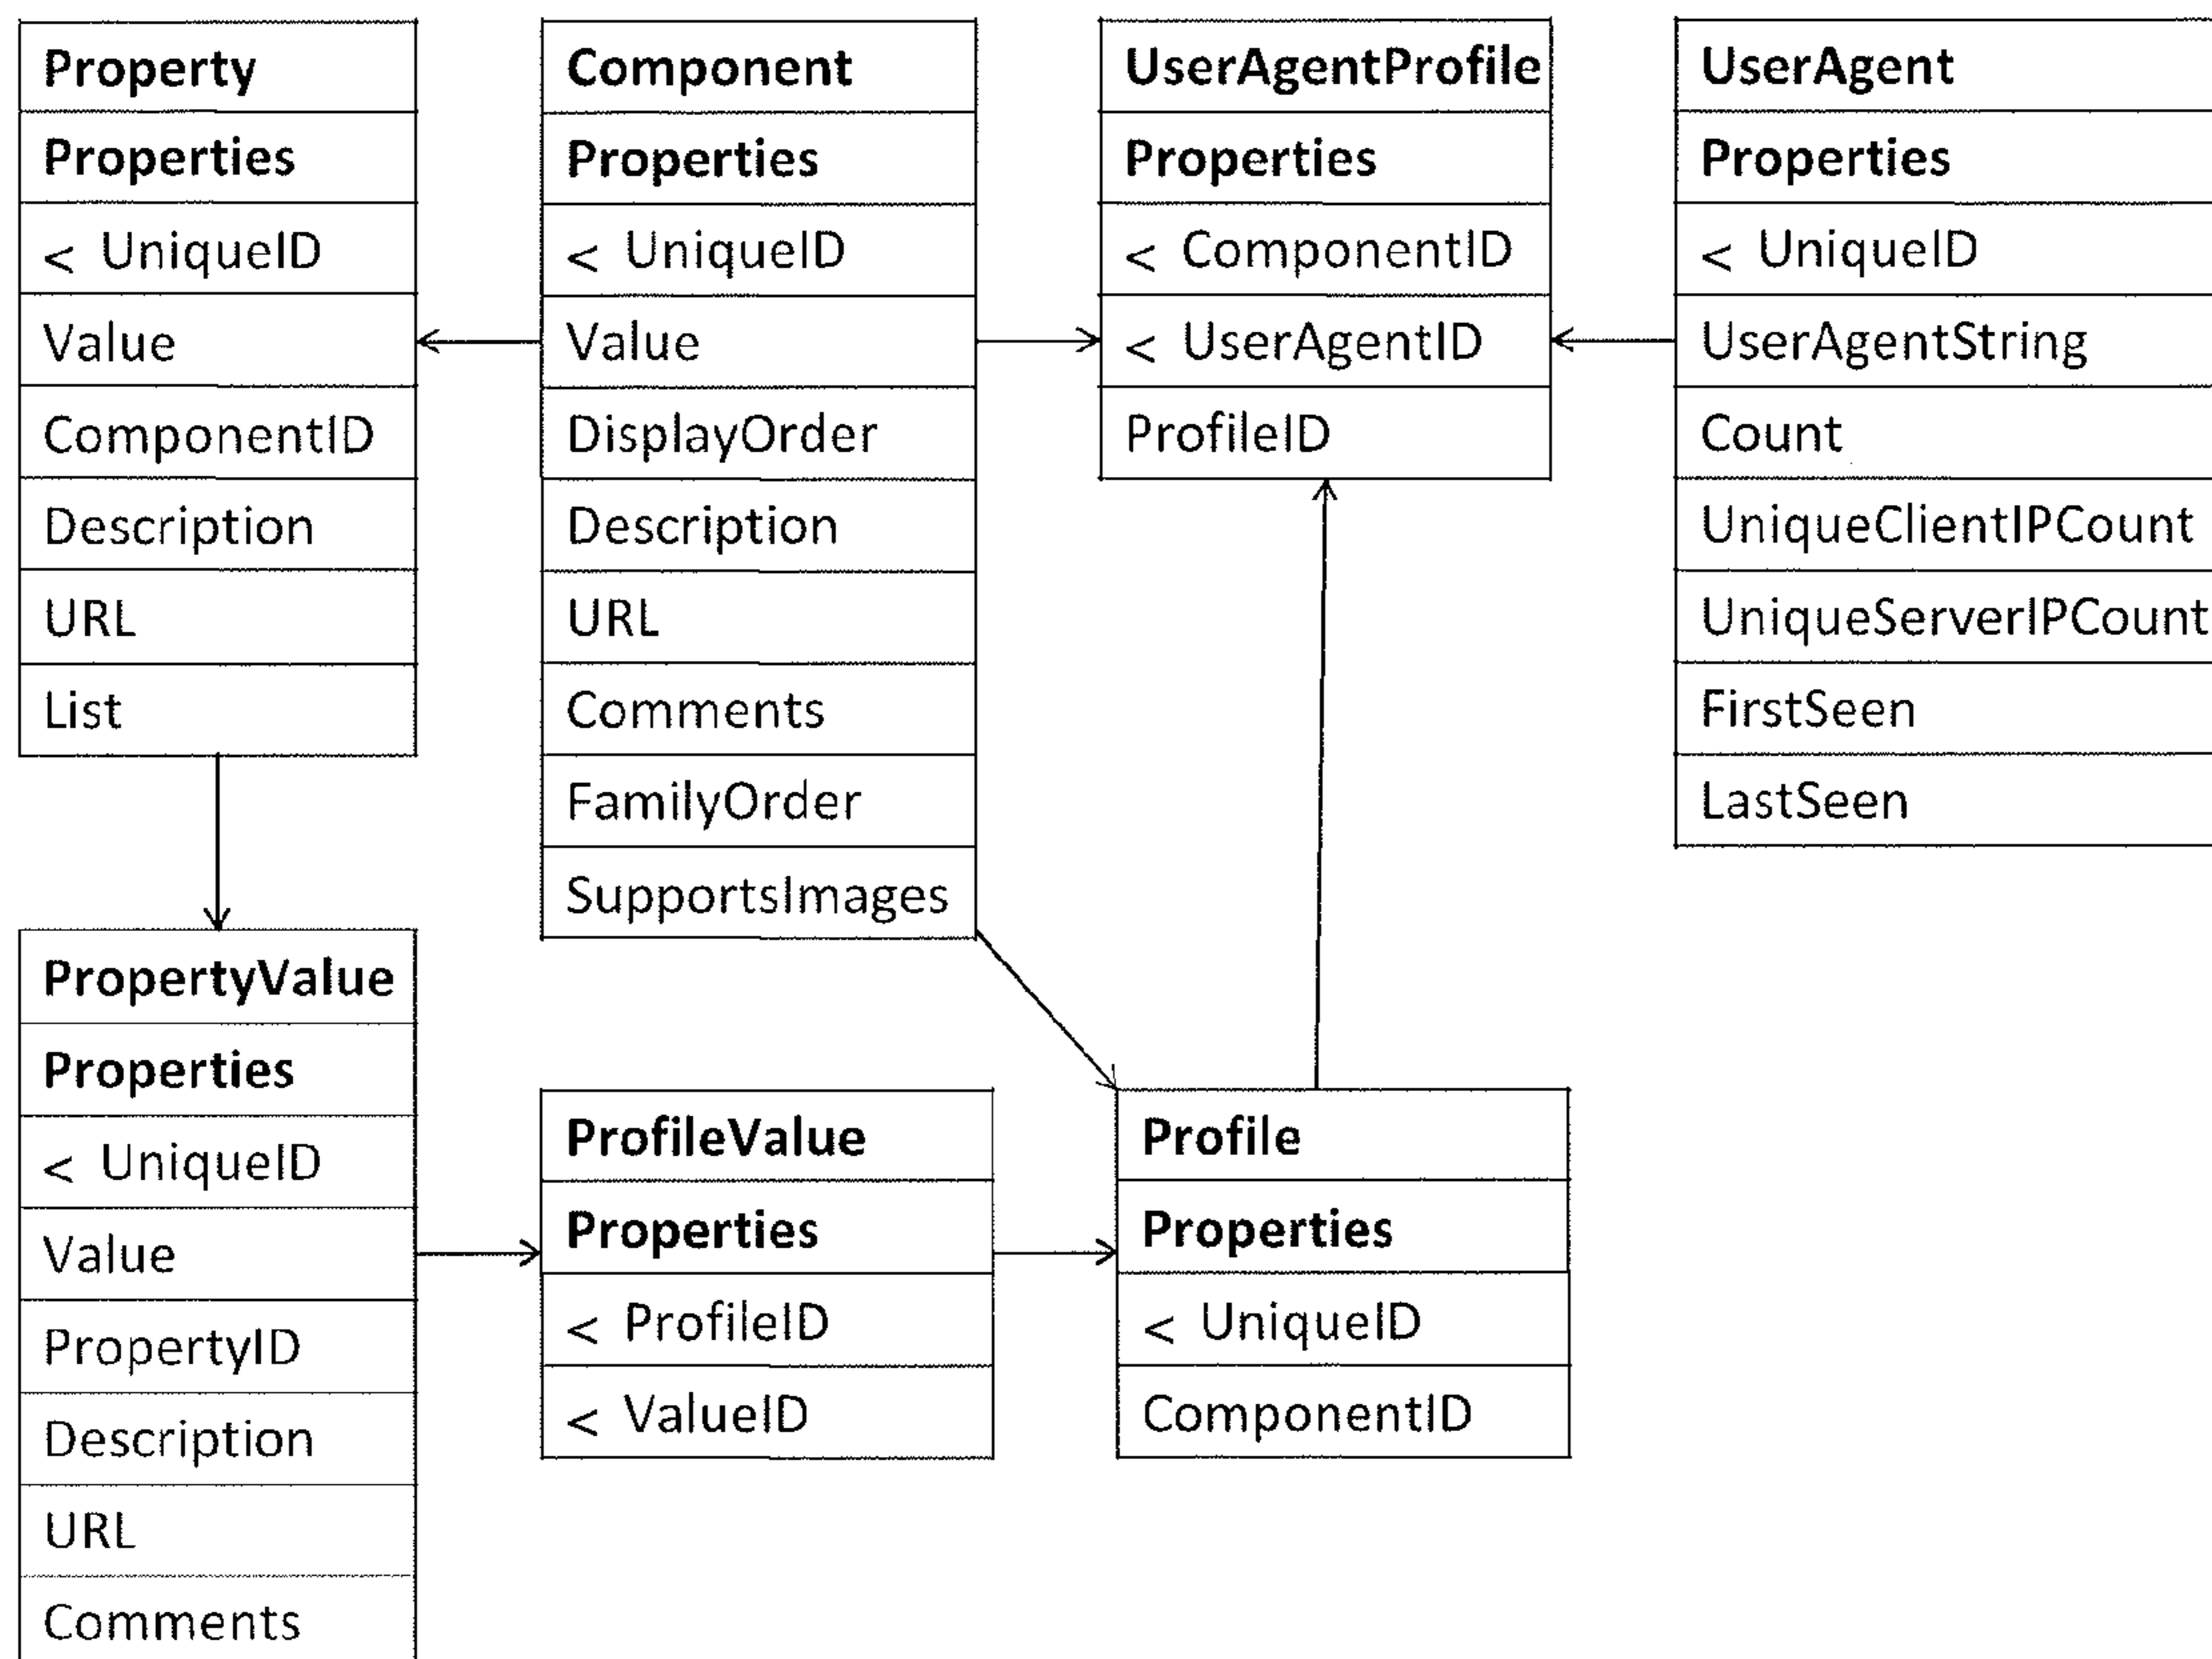 Property
Properties
< UniqueID
Value
ComponentID
Description
URL
List
Component
Properties
< UniqueID
Value
DisplayOrder
Description
URL
Comments
FamilyOrder
SupportsImages
UserAgentProfile
Properties
< ComponentID
< UserAgentID
ProfileID
UserAgent
Properties
< UniqueID
UserAgentString
Count
UniqueClientIPCount
UniqueServerIPCount
FirstSeen
LastSeen
PropertyValue
Properties
< UniqueID
Value
PropertyID
Description
URL
Comments
ProfileValue
Properties
< ProfileID
< ValueID
Profile
Properties
< UniqueID
ComponentID